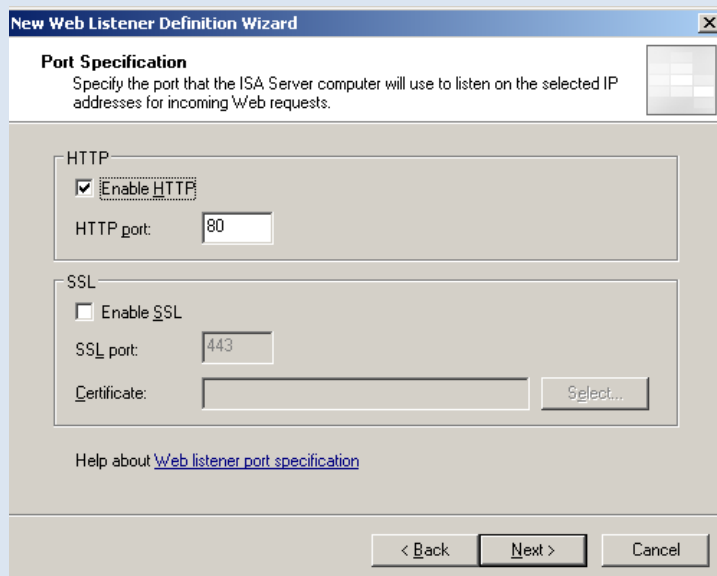 New Web Listener Definition Wizard
Port Specification
Specify the port that the ISA Server computer will use to listen on the selected IP
addresses for incoming Web requests.
HTTP
Enable HTTP
HTTP port:
80
SSL
Enable SSL
SSL port:
443
Certificate:
Select...
Help about Web listener port specification
< Back
Next >
Cancel